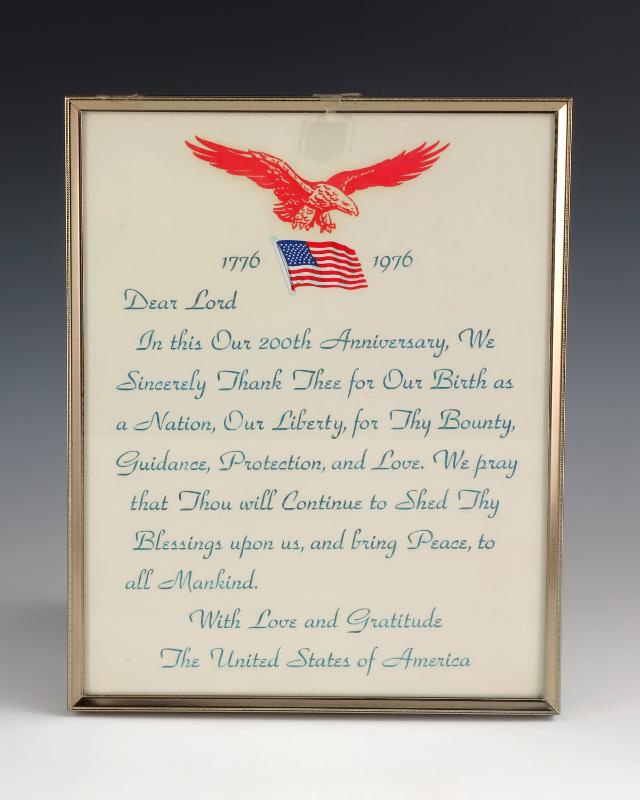 1776 1976
Dear Lord
In this Our 200th Anniversary, We
Sincerely Thank Thee for Our Birth as
a Nation, Our Liberty, for Thy Bounty,
Guidance, Protection, and Love. We pray
that Thou will Continue to Shed Thy
Blessings upon us, and bring Peace, to
all Mankind.
With Love and Gratitude
The United States of America